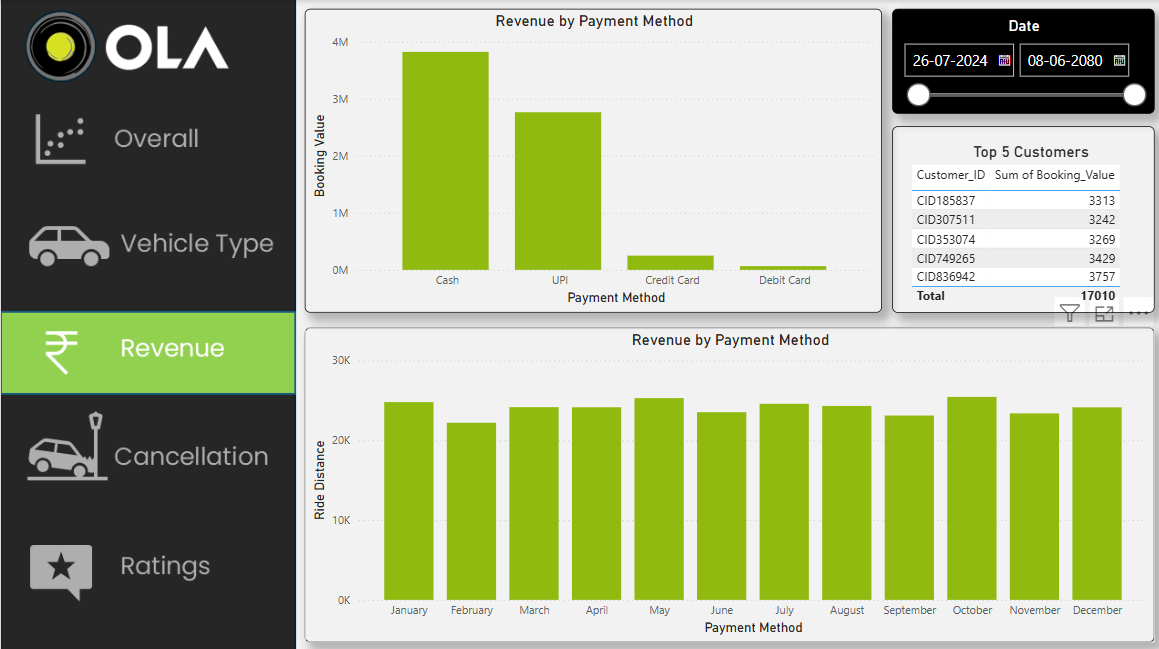 OLA
Overall
Vehicle Type
Revenue
Cancellation
Ratings
Revenue by Payment Method
4M
3M
2M
1M
0M
Booking Value
Cash UPI Credit Card Debit Card
Payment Method
Date
26-07-2024 08-06-2080
Top 5 Customers
Customer_ID Sum of Booking_Value
CID185837 3313
CID307511 3242
CID353074 3269
CID749265 3429
CID836942 3757
Total 17010
Revenue by Payment Method
30K
20K
10K
0K
Ride Distance
January February March April May June July August September October November December
Payment Method